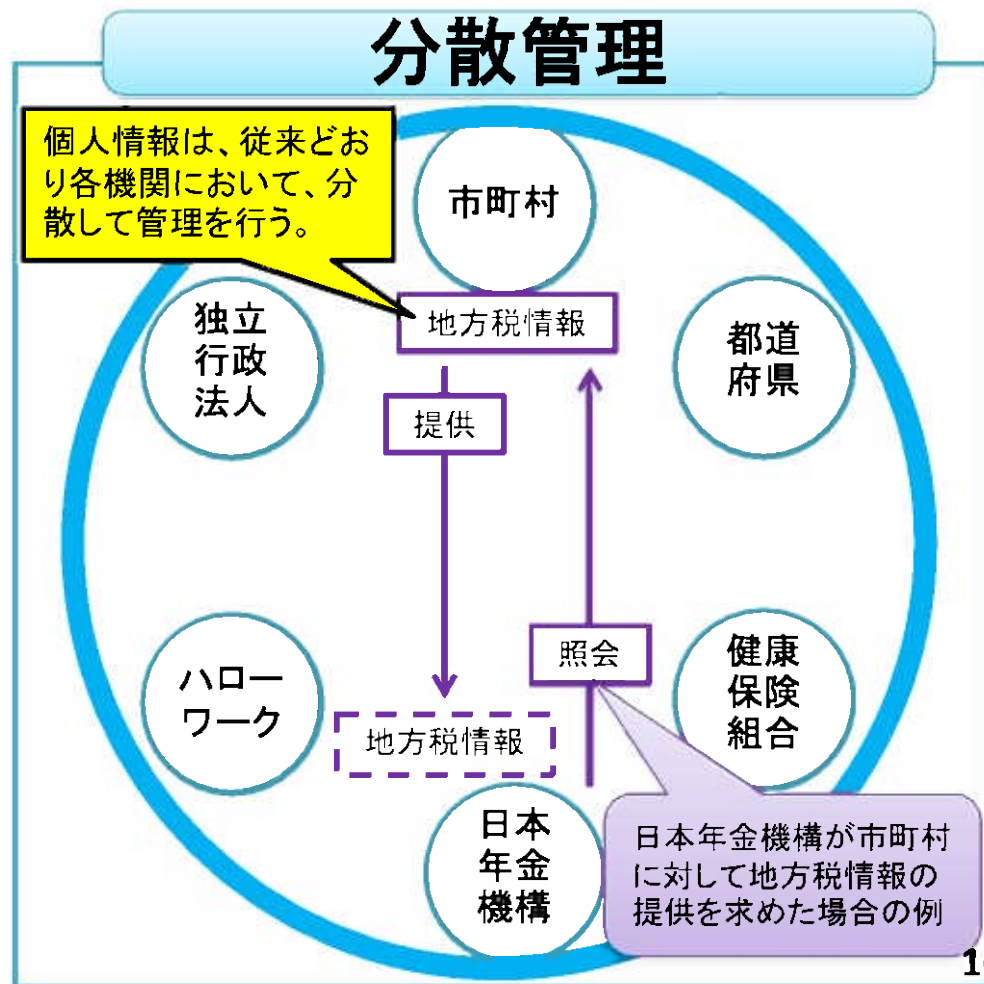 分散管理
個人情報は、従来どお
り各機関において、分
散して管理を行う。
市町村
独立
行政
法人
地方税情報
都道
府県
提供
照会
ハロー
ワーク
健康
保険
組合
地方税情報
日本
年金
機構
日本年金機構が市町村
に対して地方税情報の
提供を求めた場合の例